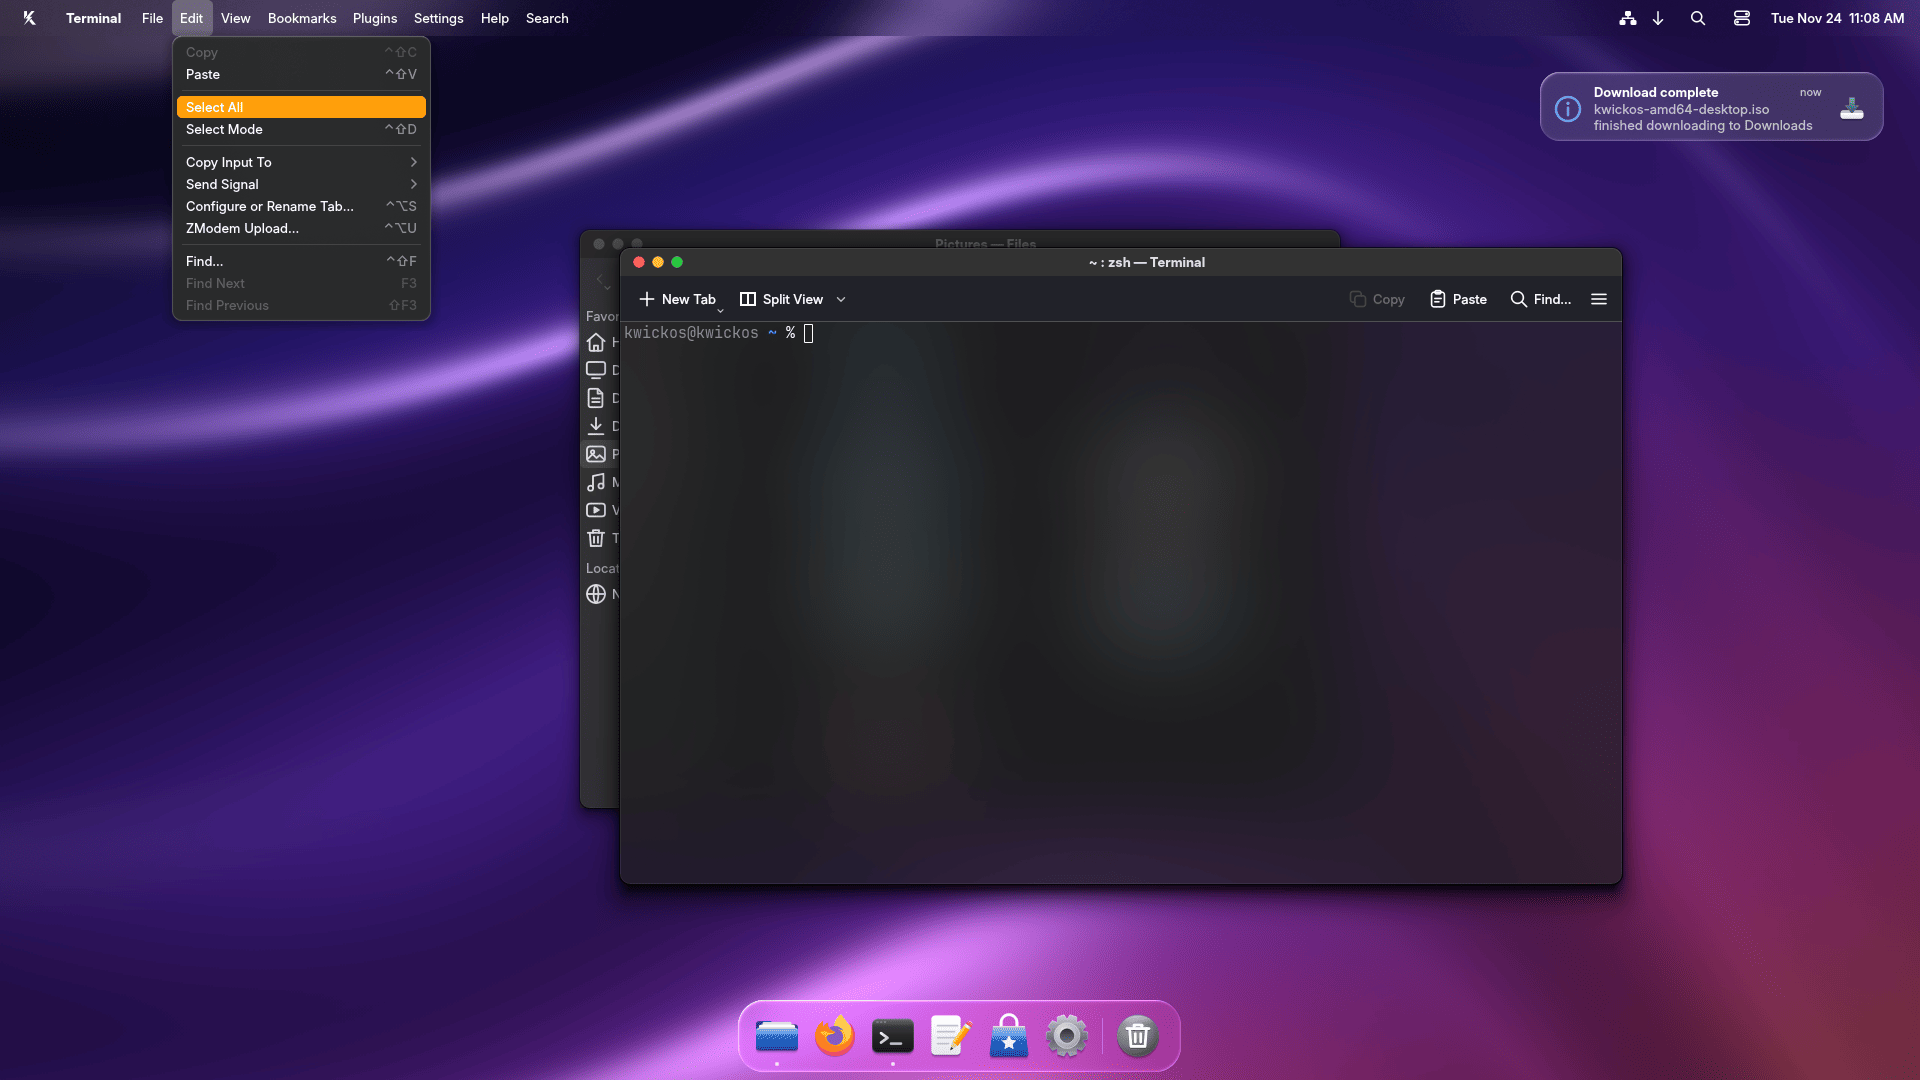 Terminal File Edit View Bookmarks Plugins Settings Help Search Tue Nov 24 11:08 AM
Copy ^⇧C
Paste ^⇧V
Select All
Select Mode ^⇧D
Copy Input To
Send Signal
Configure or Rename Tab... ^⌥S
ZModem Upload... ^⌥U
Find... ^⇧F
Find Next F3
Find Previous ⇧F3
Download complete now
kwickos-amd64-desktop.iso
finished downloading to Downloads
Pictures — Files
~ : zsh — Terminal
New Tab Split View Copy Paste Find...
kwickos@kwickos ~ %